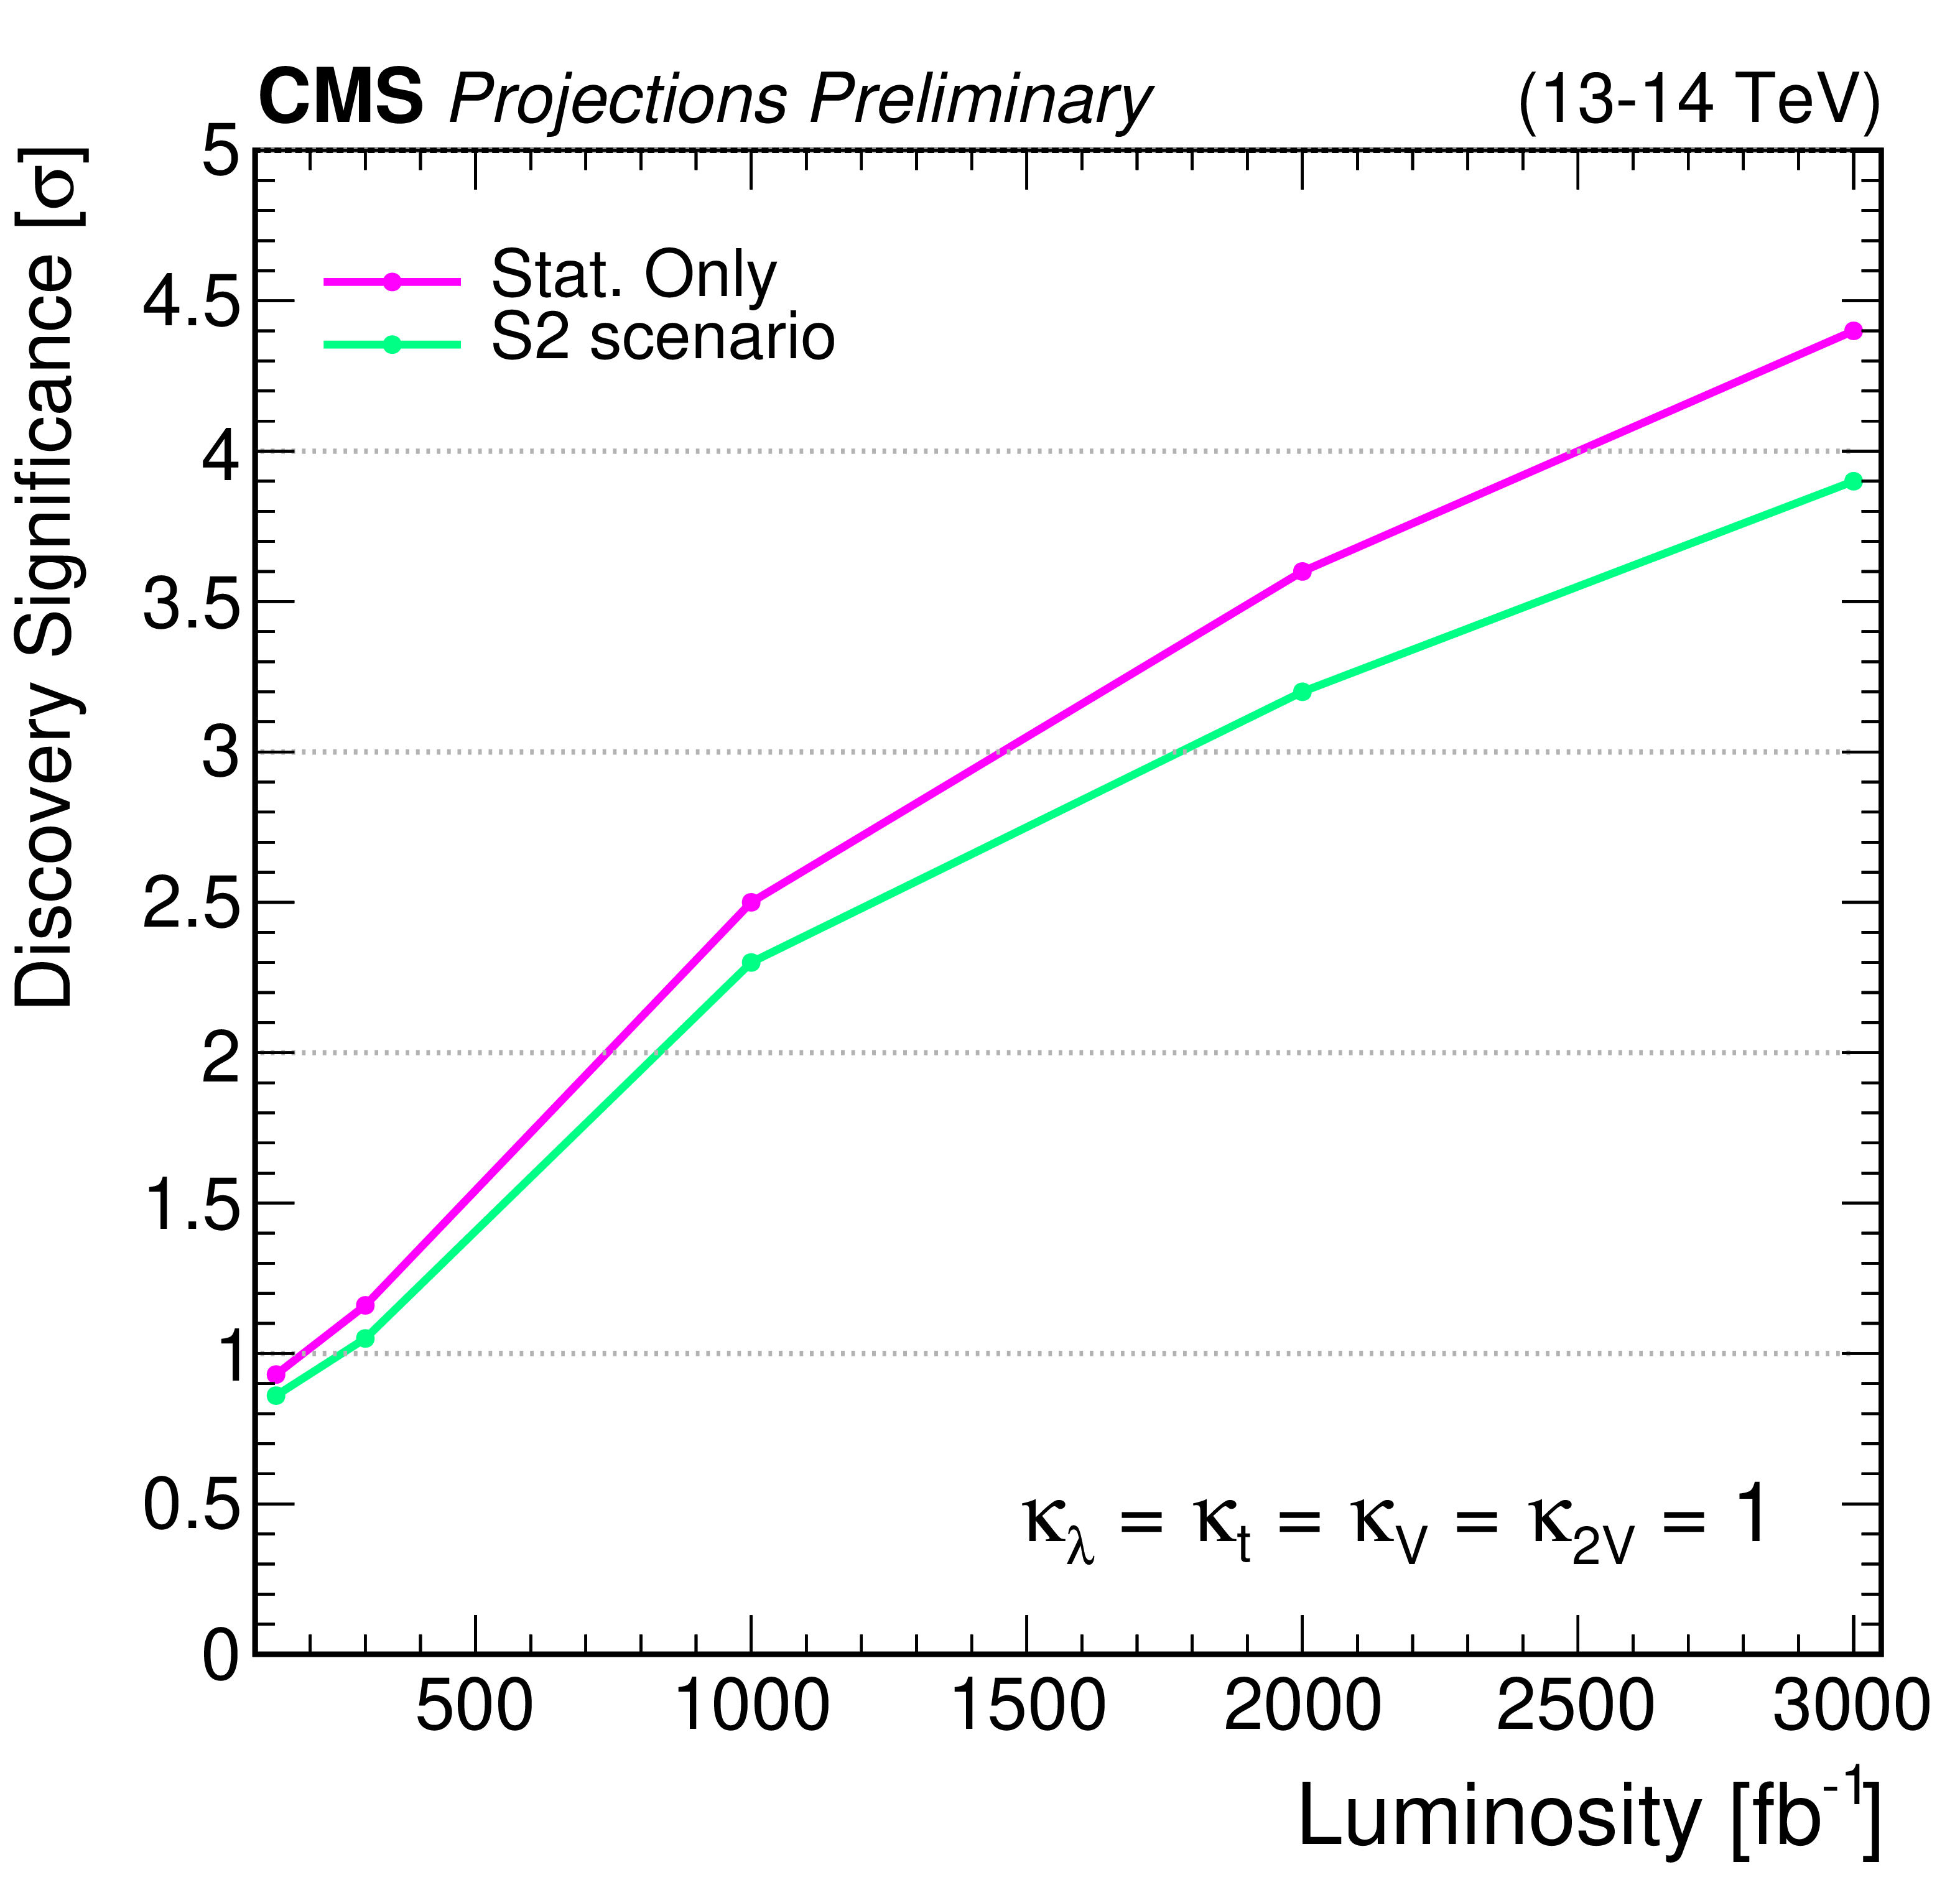 CMS Projections Preliminary (13-14 TeV)
Discovery Significance [σ]
5
4.5
4
3.5
3
2.5
2
1.5
1
0.5
0
Stat. Only
S2 scenario
κλ = κt = κV = κ2V = 1
500 1000 1500 2000 2500 3000
Luminosity [fb-1]